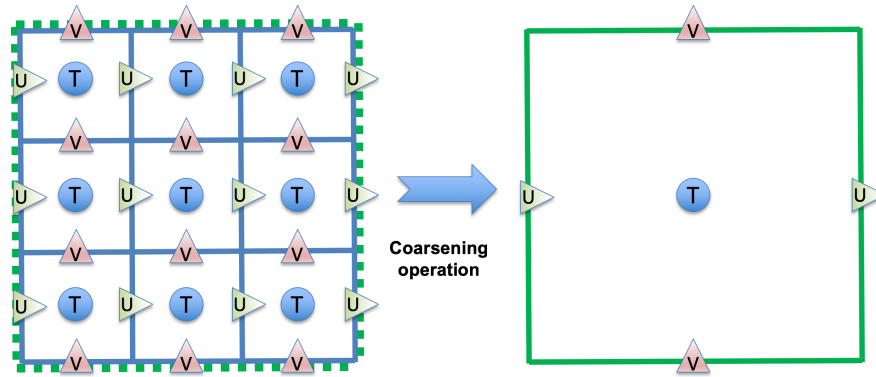 V V V V
U T U T U T U
V V V
U T U T U T U U T U
V V V
Coarsening
operation
U T U T U T U
V V V V